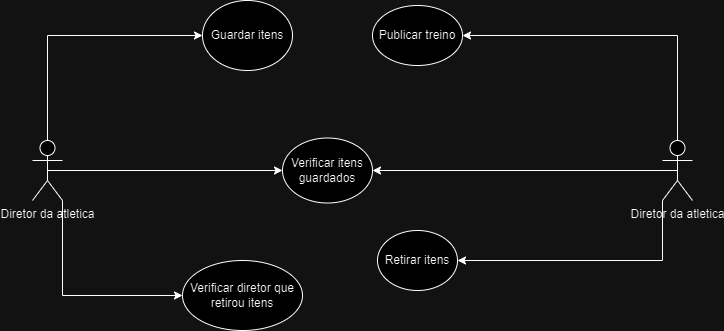 Guardar itens
Publicar treino
Verificar itens
guardados
Diretor da atletica
Diretor da atletica
Retirar itens
Verificar diretor que
retirou itens